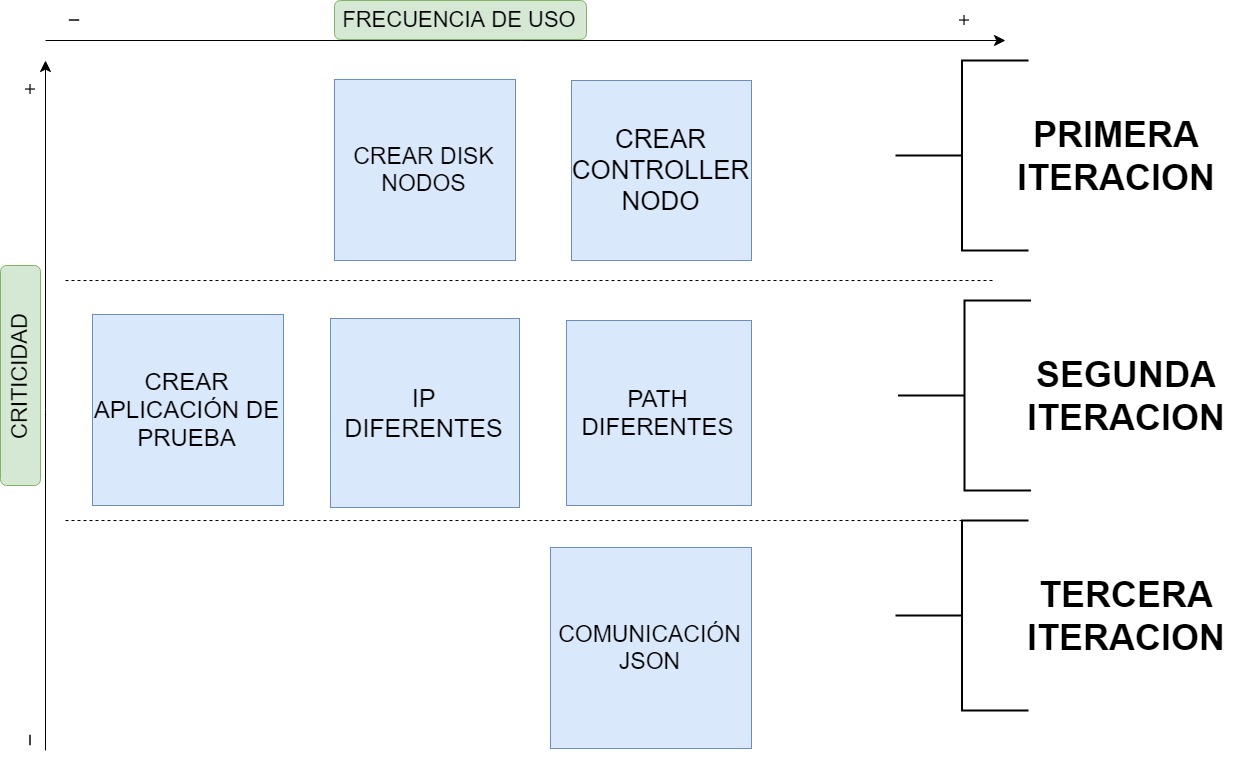 −
FRECUENCIA DE USO
+
+
CREAR DISK
NODOS
CREAR
CONTROLLER
NODO
PRIMERA
ITERACION
CRITICIDAD
CREAR
APLICACIÓN DE
PRUEBA
IP
DIFERENTES
PATH
DIFERENTES
SEGUNDA
ITERACION
COMUNICACIÓN
JSON
TERCERA
ITERACION
−